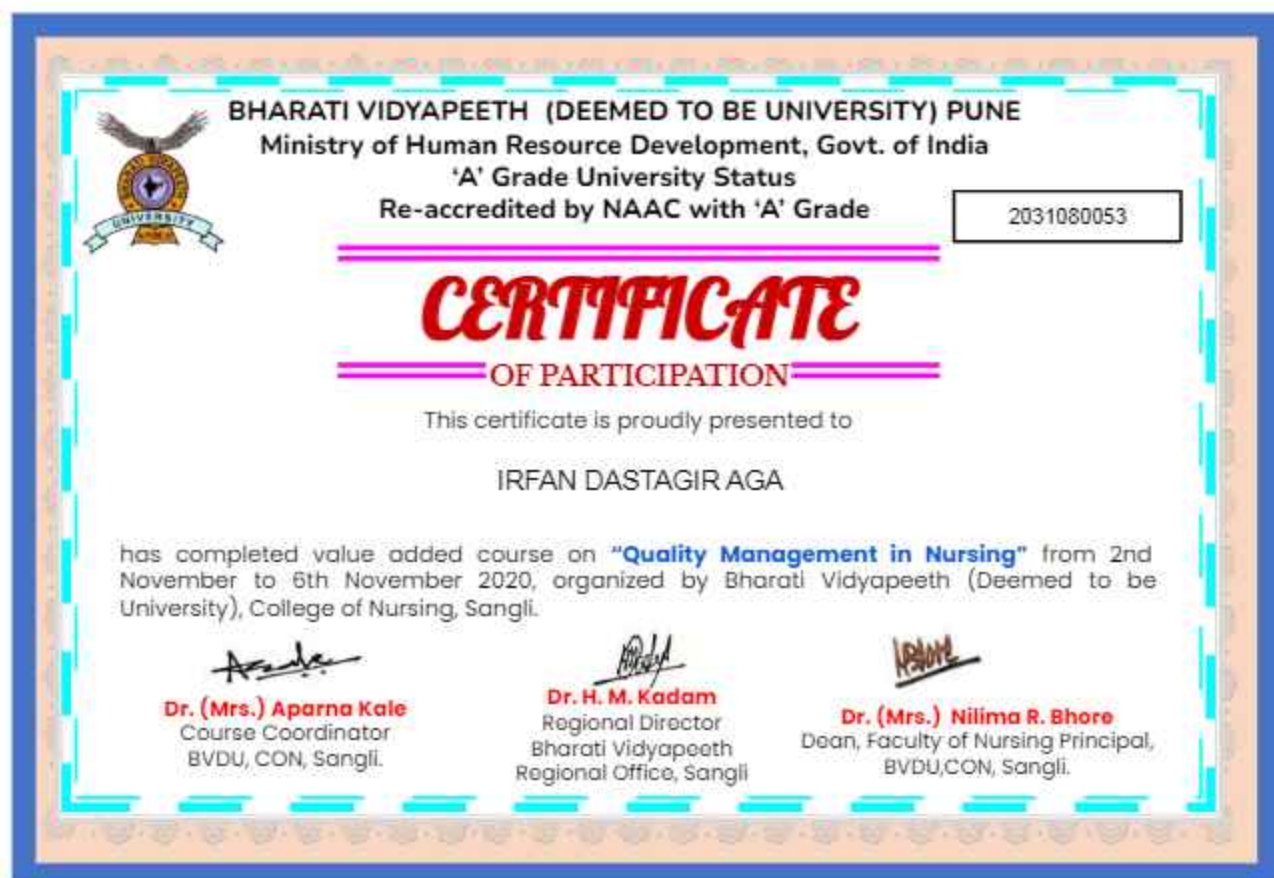 BHARATI VIDYAPEETH (DEEMED TO BE UNIVERSITY) PUNE
Ministry of Human Resource Development, Govt. of India
‘A’ Grade University Status
Re-accredited by NAAC with ‘A’ Grade
2031080053
BHARATI VIDYAPEETH
UNIVERSITY
CERTIFICATE
OF PARTICIPATION
This certificate is proudly presented to
IRFAN DASTAGIR AGA
has completed value added course on “Quality Management in Nursing” from 2nd
November to 6th November 2020, organized by Bharati Vidyapeeth (Deemed to be
University), College of Nursing, Sangli.
Dr. (Mrs.) Aparna Kale
Course Coordinator
BVDU, CON, Sangli.
Dr. H. M. Kadam
Regional Director
Bharati Vidyapeeth
Regional Office, Sangli
Dr. (Mrs.) Nilima R. Bhore
Dean, Faculty of Nursing Principal,
BVDU,CON, Sangli.